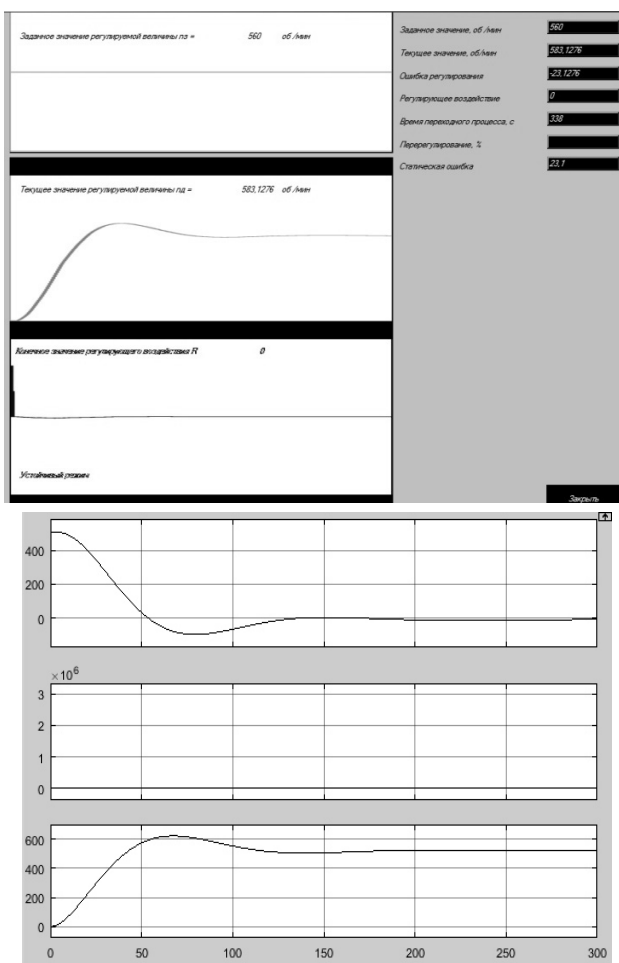 Заданное значение регулируемой величины nз = 560 об /мин
Текущее значение регулируемой величины nд = 583,1276 об /мин
Конечное значение регулирующего воздействия R 0
Устойчивый режим
Заданное значение, об /мин 560
Текущее значение, об/мин 583,1276
Ошибка регулирования -23,1276
Регулирующее воздействие 0
Время переходного процесса, с 338
Перерегулирование, %
Статическая ошибка 23,1
Закрыть
400
200
0
×10⁶
3
2
1
0
600
400
200
0
0 50 100 150 200 250 300